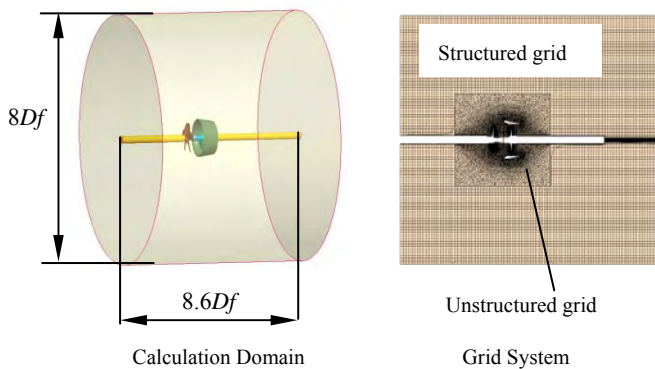 8Df
8.6Df
Calculation Domain
Structured grid
Unstructured grid
Grid System